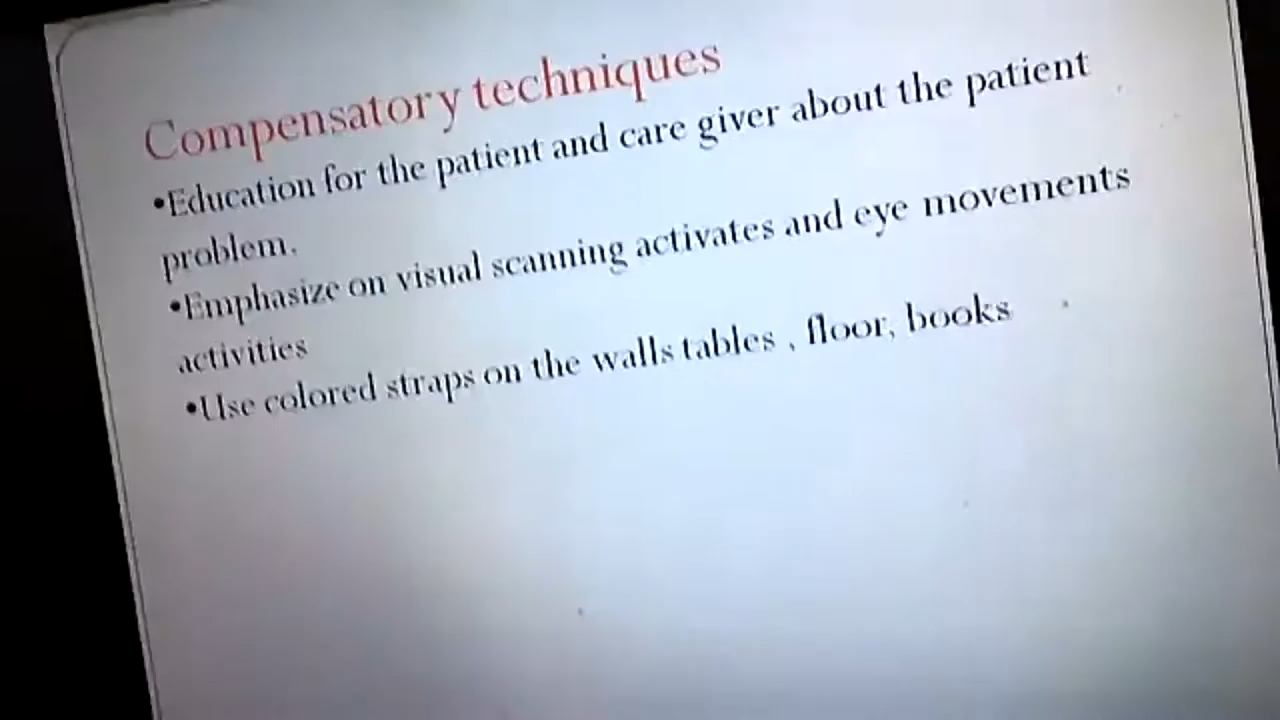 Compensatory techniques
•Education for the patient and care giver about the patient
problem.
•Emphasize on visual scanning activates and eye movements
activities
•Use colored straps on the walls tables , floor, books